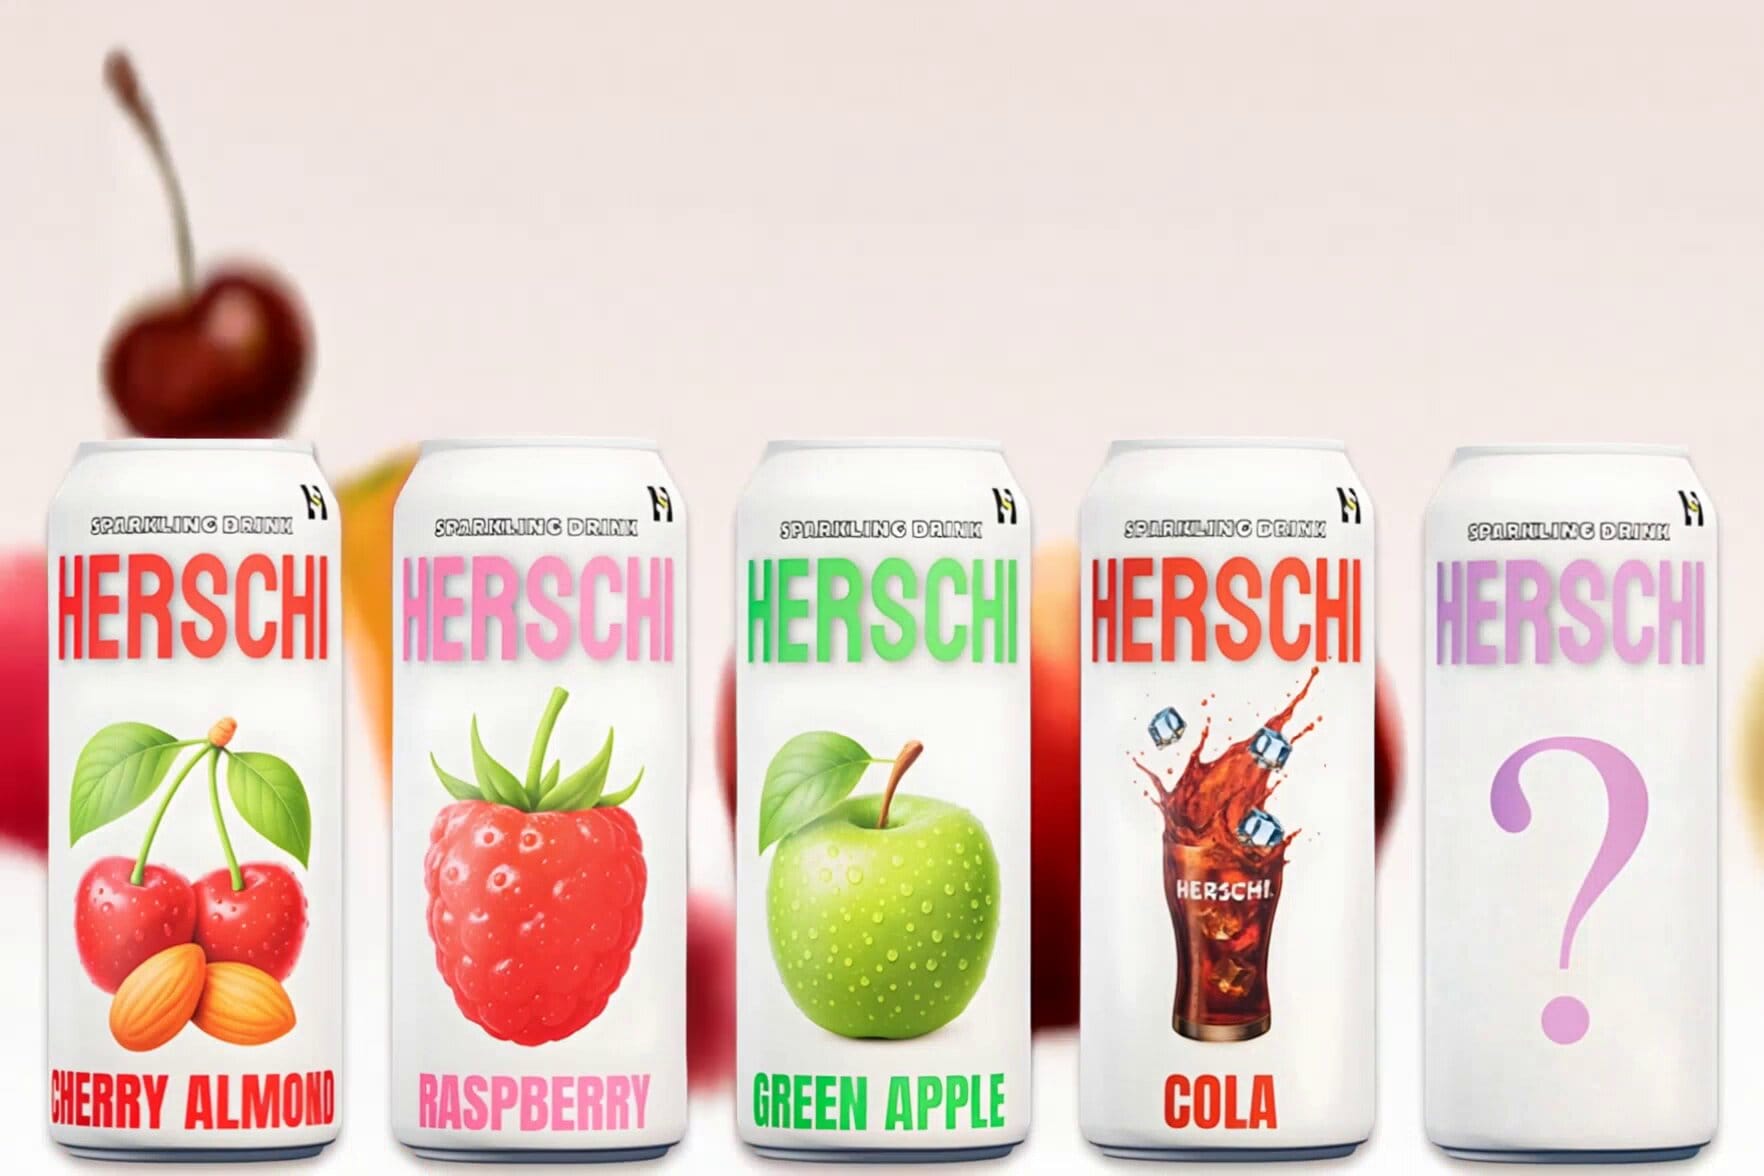 SPARKLING DRINK
HERSCHI
CHERRY ALMOND
SPARKLING DRINK
HERSCHI
RASPBERRY
SPARKLING DRINK
HERSCHI
GREEN APPLE
SPARKLING DRINK
HERSCHI
HERSCHI
COLA
SPARKLING DRINK
HERSCHI
?